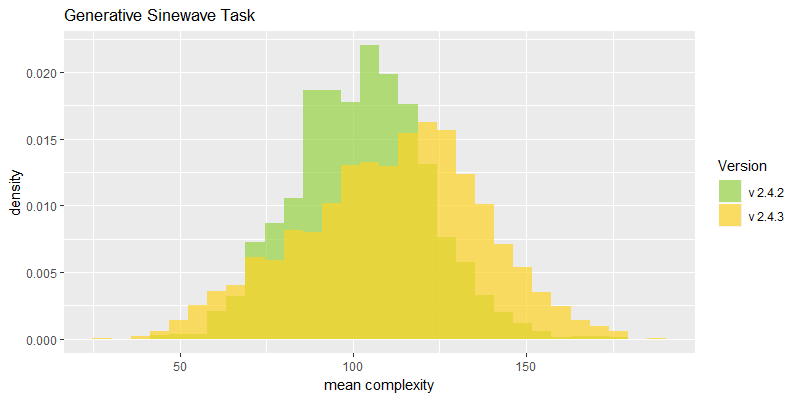 Generative Sinewave Task
0.020
0.015
0.010
0.005
0.000
density
50
100
150
mean complexity
Version
v 2.4.2
v 2.4.3